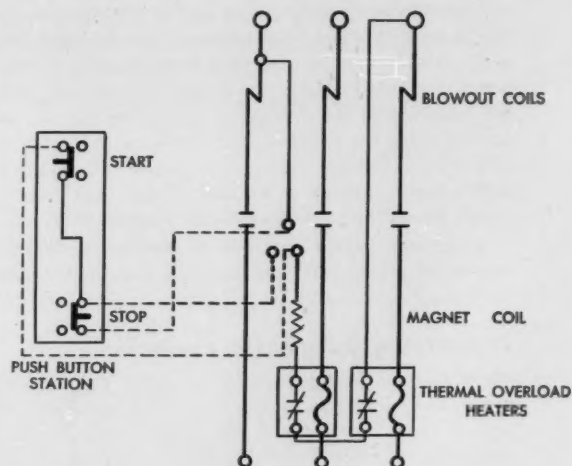 BLOWOUT COILS
START
STOP
MAGNET COIL
PUSH BUTTON
STATION
THERMAL OVERLOAD
HEATERS